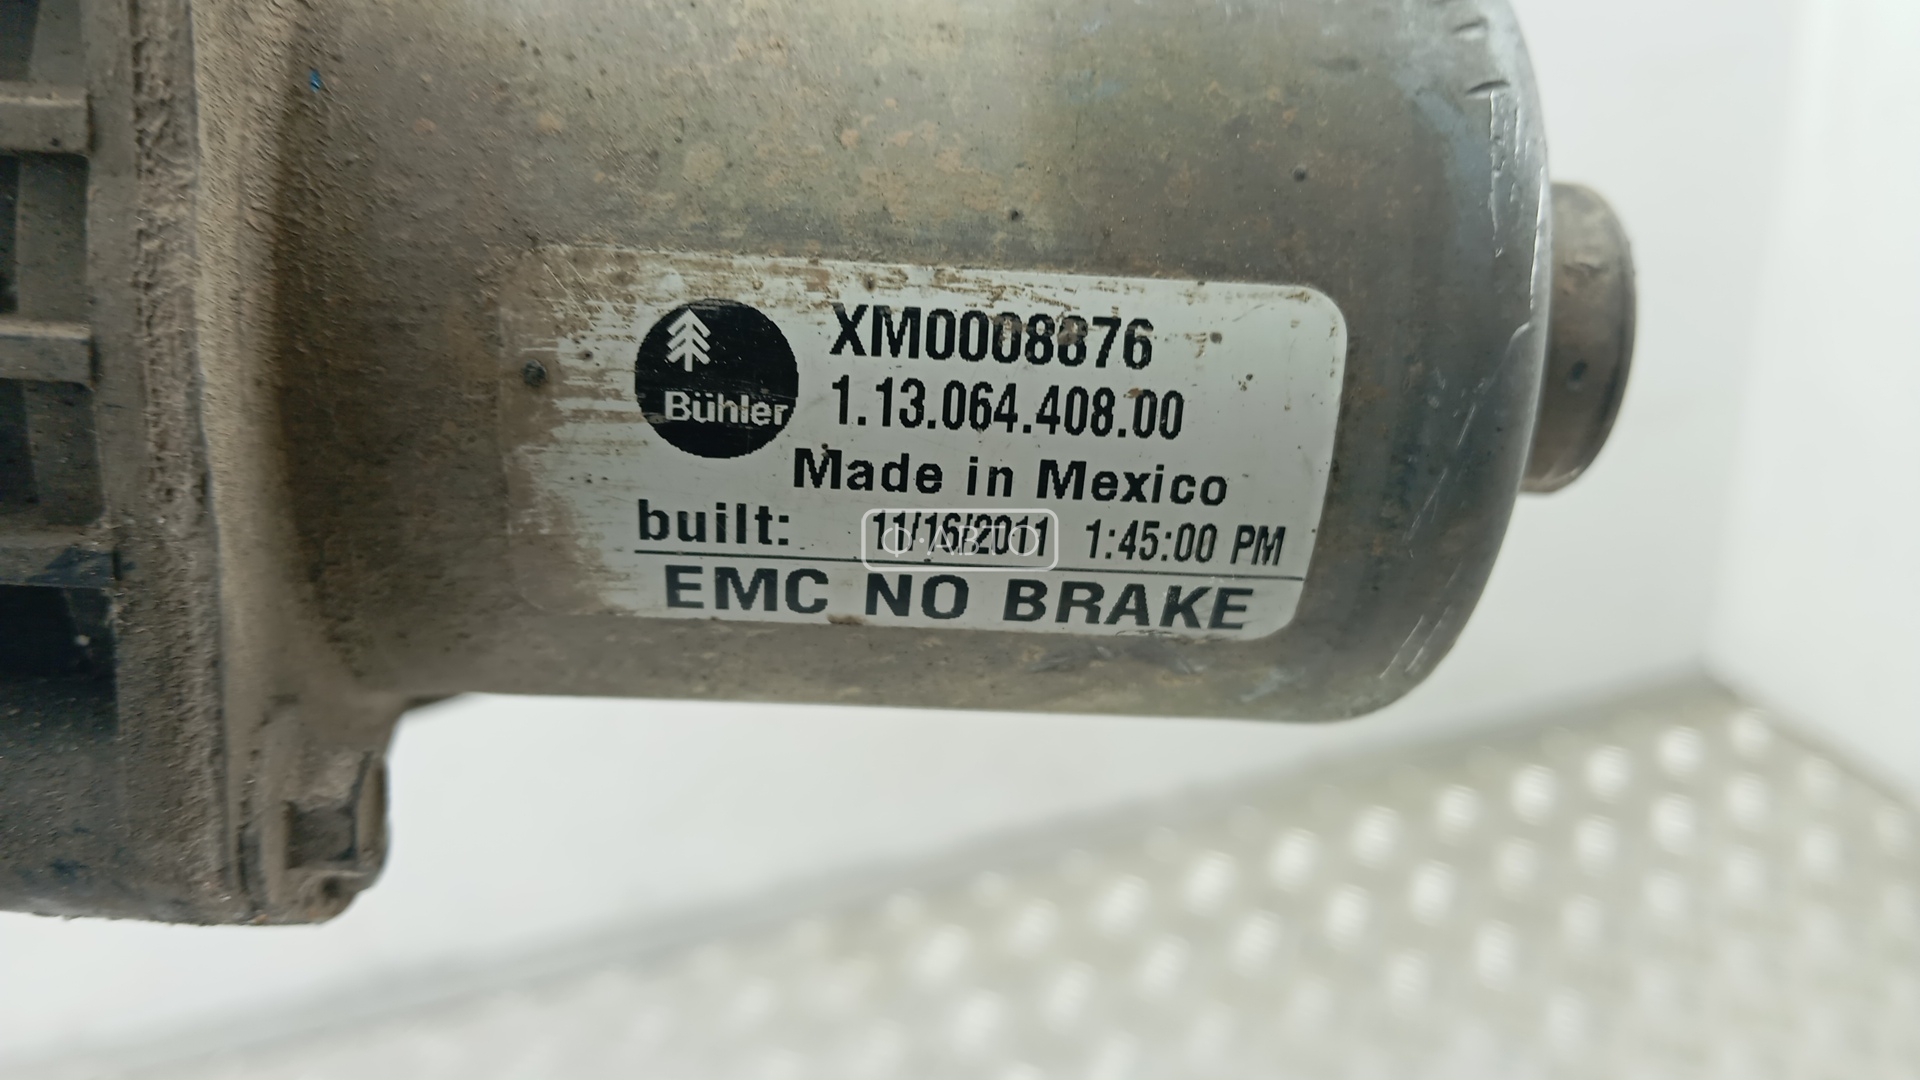 Bühler
XM0008876
1.13.064.408.00
Made in Mexico
built: 11/16/2011 1:45:00 PM
EMC NO BRAKE